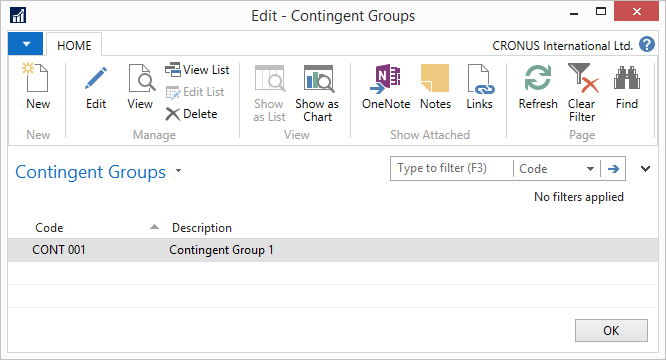 Edit - Contingent Groups
HOME
CRONUS International Ltd.
New
Edit
View
View List
Edit List
Delete
Show as List
Show as Chart
OneNote
Notes
Links
Refresh
Clear Filter
Find
New
Manage
View
Show Attached
Page
Contingent Groups
Type to filter (F3)
Code
No filters applied
Code Description
CONT 001 Contingent Group 1
OK